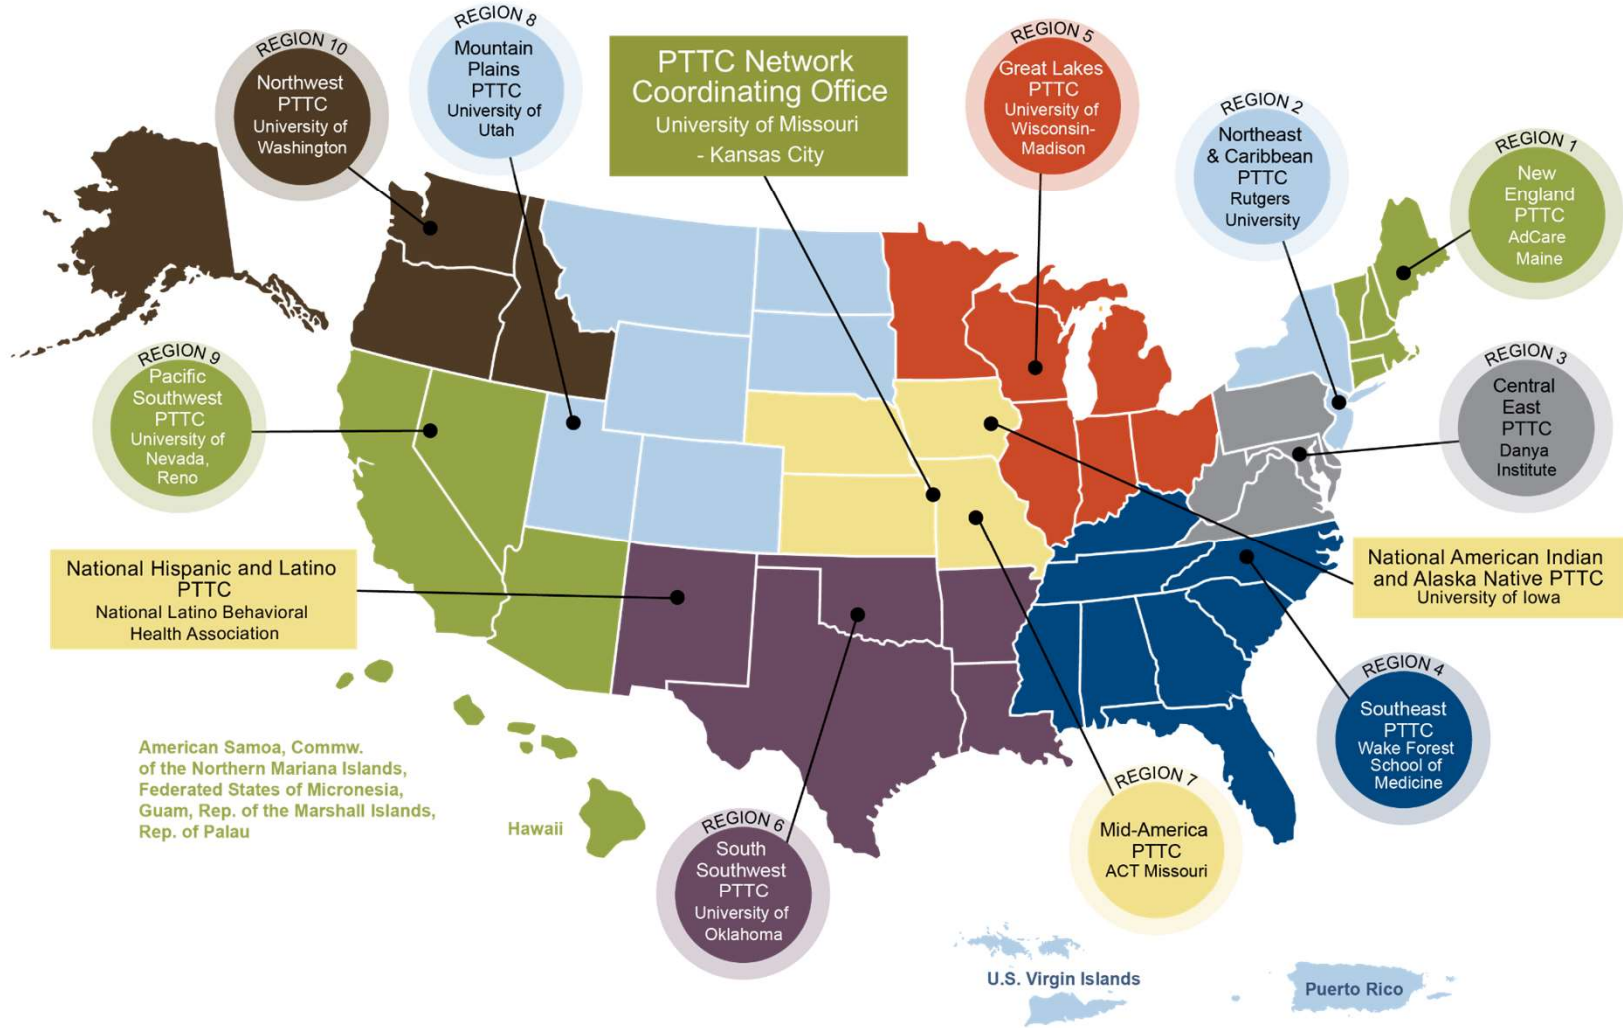 REGION 10
Northwest
PTTC
University of
Washington
REGION 8
Mountain
Plains
PTTC
University of
Utah
PTTC Network
Coordinating Office
University of Missouri
- Kansas City
REGION 5
Great Lakes
PTTC
University of
Wisconsin-
Madison
REGION 2
Northeast
& Caribbean
PTTC
Rutgers
University
REGION 1
New
England
PTTC
AdCare
Maine
REGION 9
Pacific
Southwest
PTTC
University of
Nevada,
Reno
REGION 3
Central
East
PTTC
Danya
Institute
National Hispanic and Latino
PTTC
National Latino Behavioral
Health Association
National American Indian
and Alaska Native PTTC
University of Iowa
REGION 4
Southeast
PTTC
Wake Forest
School of
Medicine
American Samoa, Commw.
of the Northern Mariana Islands,
Federated States of Micronesia,
Guam, Rep. of the Marshall Islands,
Rep. of Palau
Hawaii
REGION 6
South
Southwest
PTTC
University of
Oklahoma
REGION 7
Mid-America
PTTC
ACT Missouri
U.S. Virgin Islands
Puerto Rico